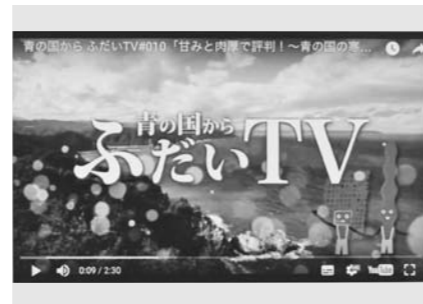 青の国から ふだいTV#010「甘みと肉厚で評判！～青の国の寒...
青の国から
ふだいTV
0:09 / 2:30
YouTube